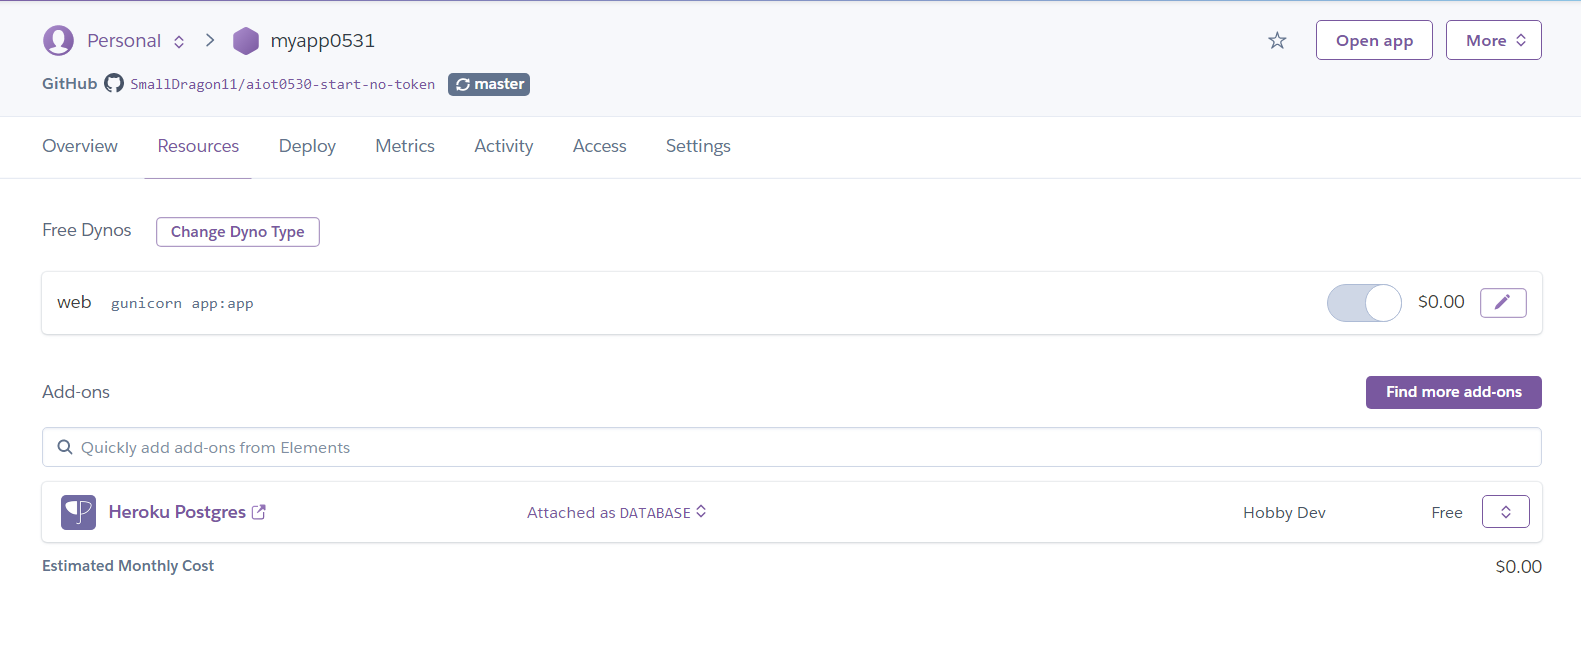 Personal myapp0531 Open app More
GitHub SmallDragon11/aiot0530-start-no-token master
Overview Resources Deploy Metrics Activity Access Settings
Free Dynos Change Dyno Type
web gunicorn app:app $0.00
Add-ons Find more add-ons
Quickly add add-ons from Elements
Heroku Postgres Attached as DATABASE Hobby Dev Free
Estimated Monthly Cost $0.00